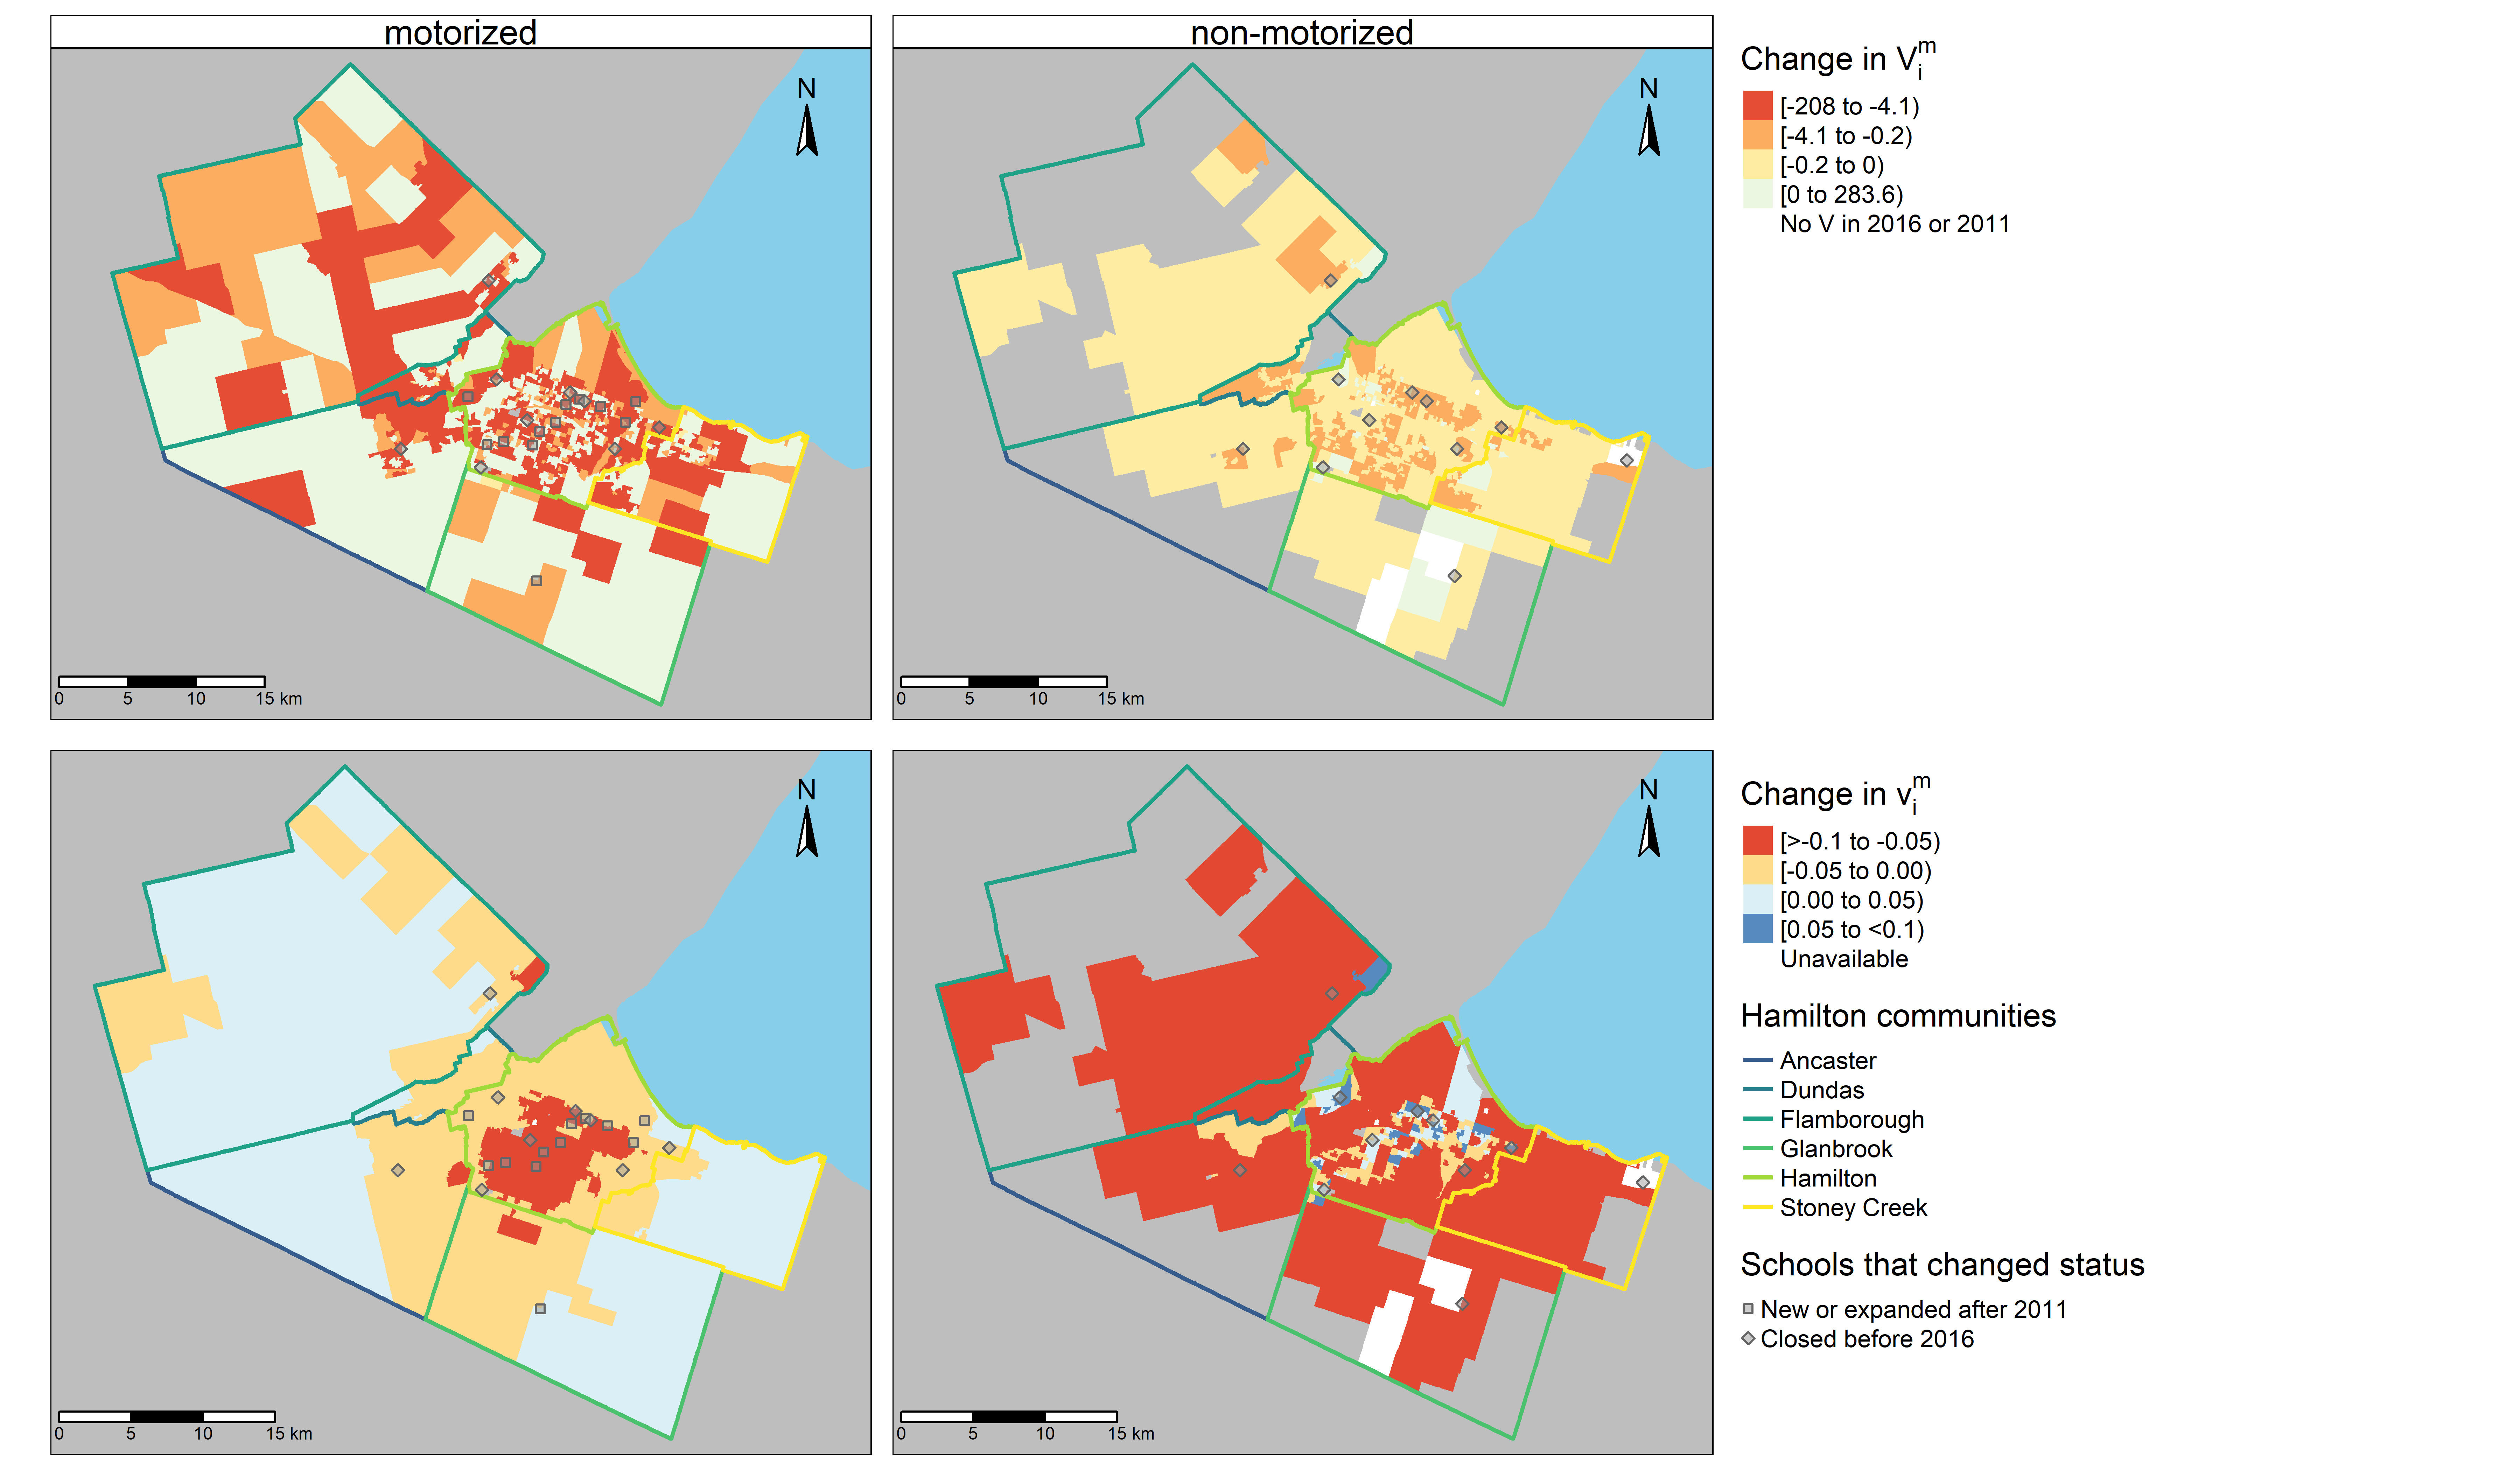 motorized
non-motorized
N
0 5 10 15 km
N
0 5 10 15 km
Change in V_i^m
[-208 to -4.1)
[-4.1 to -0.2)
[-0.2 to 0)
[0 to 283.6)
No V in 2016 or 2011
N
0 5 10 15 km
N
0 5 10 15 km
Change in v_i^m
[>-0.1 to -0.05)
[-0.05 to 0.00)
[0.00 to 0.05)
[0.05 to <0.1)
Unavailable
Hamilton communities
Ancaster
Dundas
Flamborough
Glanbrook
Hamilton
Stoney Creek
Schools that changed status
New or expanded after 2011
Closed before 2016